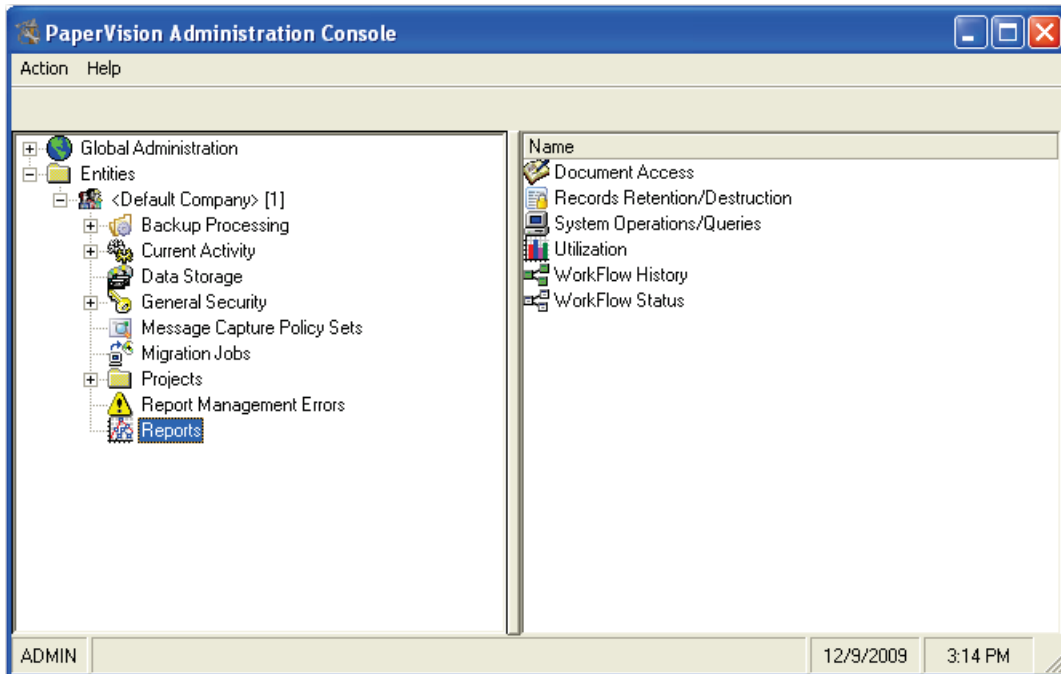 PaperVision Administration Console
Action Help
Global Administration
Entities
<Default Company> [1]
Backup Processing
Current Activity
Data Storage
General Security
Message Capture Policy Sets
Migration Jobs
Projects
Report Management Errors
Reports
Name
Document Access
Records Retention/Destruction
System Operations/Queries
Utilization
WorkFlow History
WorkFlow Status
ADMIN 12/9/2009 3:14 PM